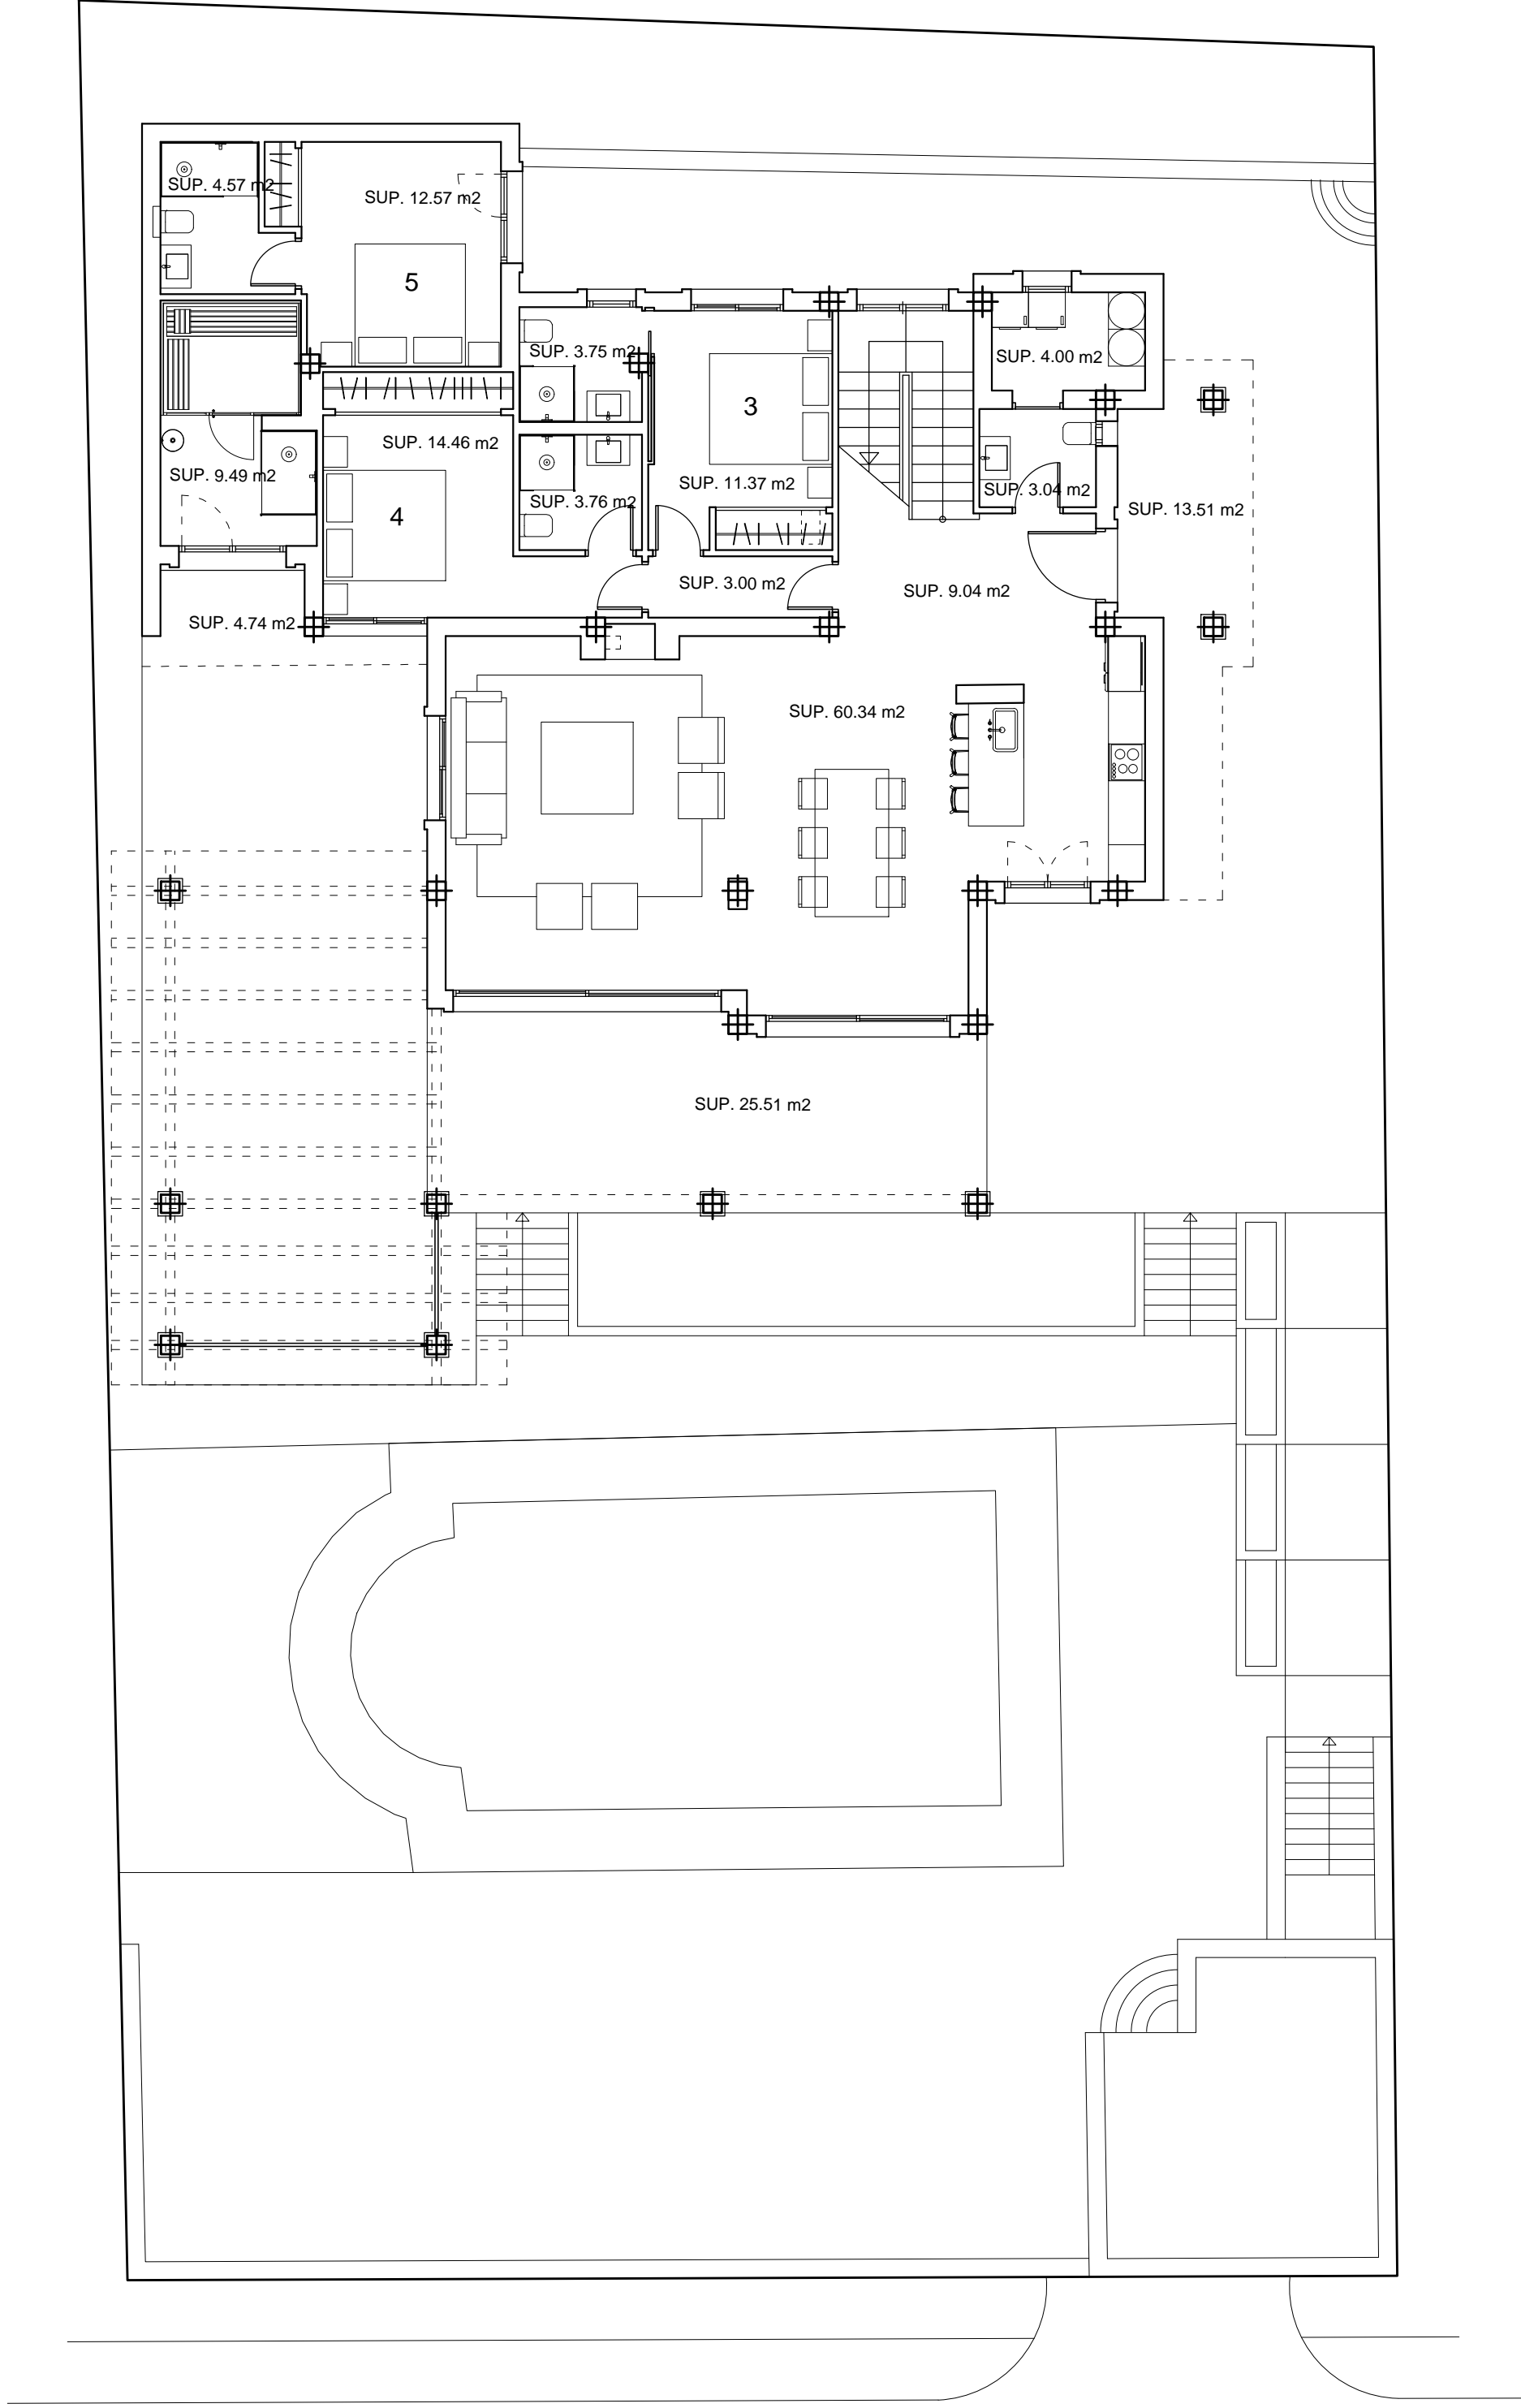 SUP. 4.57 m2
SUP. 12.57 m2
5
SUP. 3.75 m2
SUP. 4.00 m2
3
SUP. 14.46 m2
SUP. 9.49 m2
SUP. 11.37 m2
SUP. 3.04 m2
SUP. 3.76 m2
SUP. 13.51 m2
4
SUP. 3.00 m2
SUP. 9.04 m2
SUP. 4.74 m2
SUP. 60.34 m2
SUP. 25.51 m2